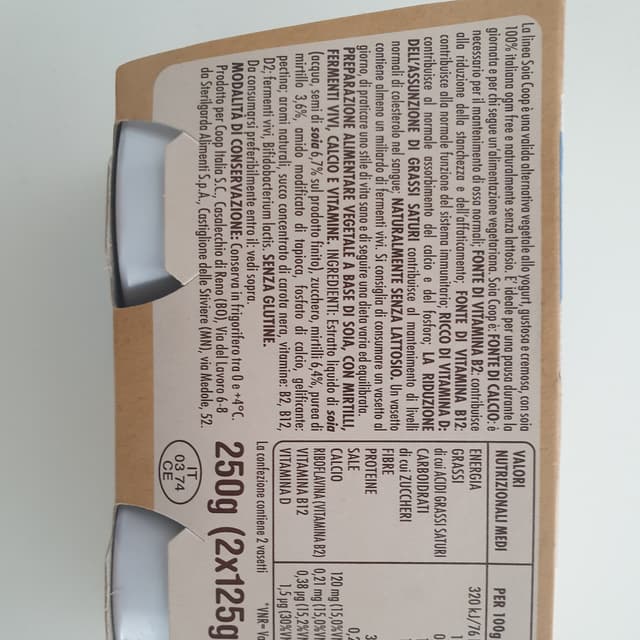 La linea Soia Coop è una valida alternativa vegetale allo yogurt, gustosa e cremosa, con soia
100% italiana ogm free e naturalmente senza lattosio. E' ideale per una pausa durante la
giornata e per chi segue un'alimentazione vegetariana. Soia Coop è: FONTE DI CALCIO: è
necessario per il mantenimento di ossa normali; FONTE DI VITAMINA B2: contribuisce
alla riduzione della stanchezza e dell'affaticamento; FONTE DI VITAMINA B12:
contribuisce alla normale funzione del sistema immunitario; RICCO DI VITAMINA D:
contribuisce al normale assorbimento del calcio e del fosforo; LA RIDUZIONE
DELL'ASSUNZIONE DI GRASSI SATURI contribuisce al mantenimento di livelli
normali di colesterolo nel sangue; NATURALMENTE SENZA LATTOSIO. Un vasetto
contiene almeno un miliardo di fermenti vivi. Si consiglia di consumare un vasetto al
giorno, di praticare uno stile di vita sano e di seguire una dieta varia ed equilibrata.
PREPARAZIONE ALIMENTARE VEGETALE A BASE DI SOIA, CON MIRTILLI,
FERMENTI VIVI, CALCIO E VITAMINE. INGREDIENTI: Estratto liquido di soia
(acqua, semi di soia 6,7% sul prodotto finito), zucchero, mirtilli 6,4%, purea di
mirtillo 3,6%, amido modificato di tapioca, fosfato di calcio, gelificante:
pectina; aromi naturali, succo concentrato di carota nera, vitamine: B2, B12,
D2; fermenti vivi, Bifidobacterium lactis. SENZA GLUTINE.
Da consumarsi preferibilmente entro il: vedi sopra.
MODALITÀ DI CONSERVAZIONE: Conserva in frigorifero tra 0 e +4°C.
Prodotto per Coop Italia S.C. Casalecchio di Reno (BO), Via del Lavoro 6-8
da Sterilgarda Alimenti S.p.A., Castiglione delle Stiviere (MN), via Medole, 52.
VALORI
NUTRIZIONALI MEDI PER 100g
ENERGIA 320 kJ/76
GRASSI
di cui ACIDI GRASSI SATURI
CARBOIDRATI
di cui ZUCCHERI
FIBRE
PROTEINE 3
SALE 0,2
CALCIO 120 mg (15,0%V
RIBOFLAVINA (VITAMINA B2) 0,21 mg (15,0%V
VITAMINA B12 0,38 µg (15,2%V
VITAMINA D 1,5 µg (30%VN
La confezione contiene 2 vasetti *VNR= Va
250g (2x125g
IT
03 74
CE